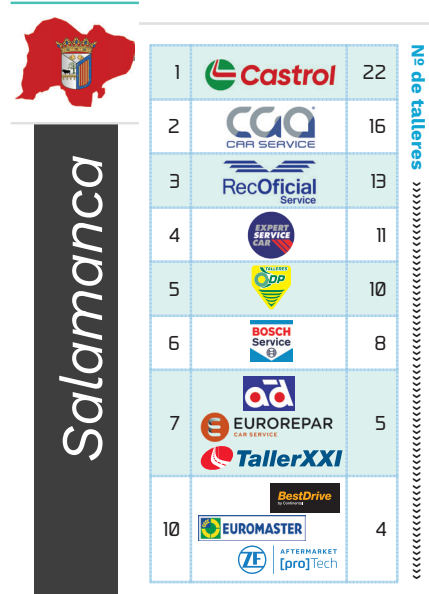 Salamanca
Nº de talleres
1 Castrol 22
2 CGA CAR SERVICE 16
3 RecOficial Service 13
4 EXPERT SERVICE CAR 11
5 TALLERES DP 10
6 BOSCH Service 8
7 ad 5
EUROREPAR CAR SERVICE
TallerXXI
10 BestDrive by Continental 4
EUROMASTER
ZF AFTERMARKET [pro]Tech